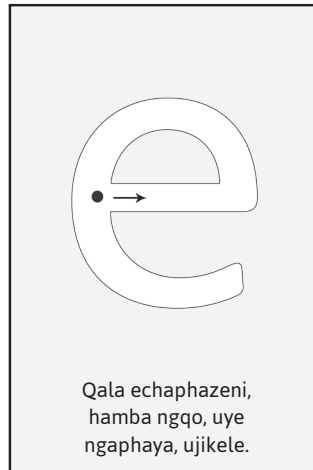 e
Qala echaphazeni,
hamba ngqo, uye
ngaphaya, ujikele.